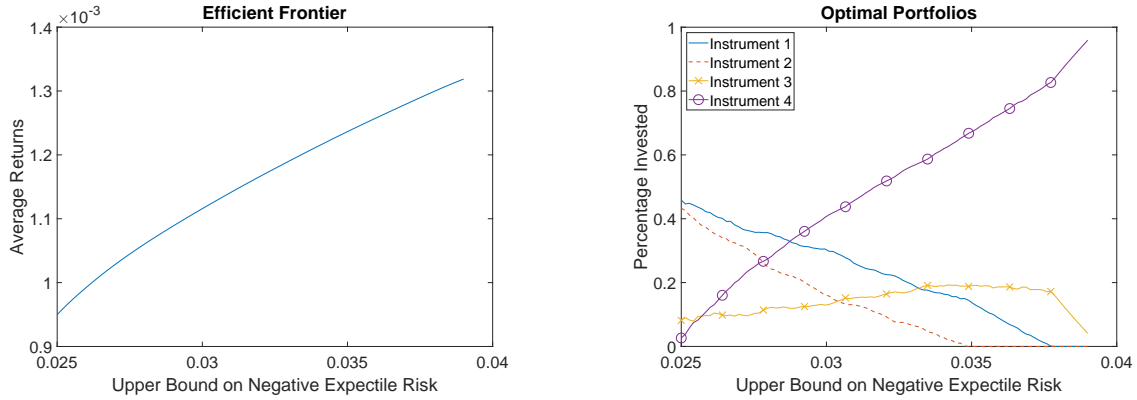 Efficient Frontier
×10⁻³
1.4
1.3
1.2
1.1
1
0.9
Average Returns
0.025
0.03
0.035
0.04
Upper Bound on Negative Expectile Risk
Optimal Portfolios
Instrument 1
Instrument 2
Instrument 3
Instrument 4
1
0.8
0.6
0.4
0.2
0
Percentage Invested
0.025
0.03
0.035
0.04
Upper Bound on Negative Expectile Risk